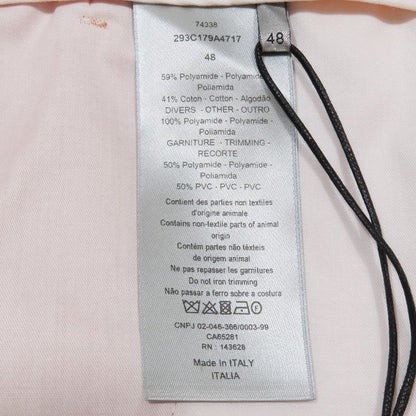 74338
293C179A4717
48
48
59% Polyamide - Polyamide -
Poliamida
41% Coton - Cotton - Algodão
DIVERS - OTHER - OUTRO
100% Polyamide - Polyamide -
Poliamida
GARNITURE - TRIMMING -
RECORTE
50% Polyamide - Polyamide -
Poliamida
50% PVC - PVC - PVC
Contient des parties non textiles
d'origine animale
Contains non-textile parts of animal
origin
Contém partes não têxteis
de origem animal
Ne pas repasser les garnitures
Do not iron trimming
Não passar a ferro sobre a costura
CNPJ 02-046-366/0003-99
CA65281
RN : 143628
Made In ITALY
ITALIA